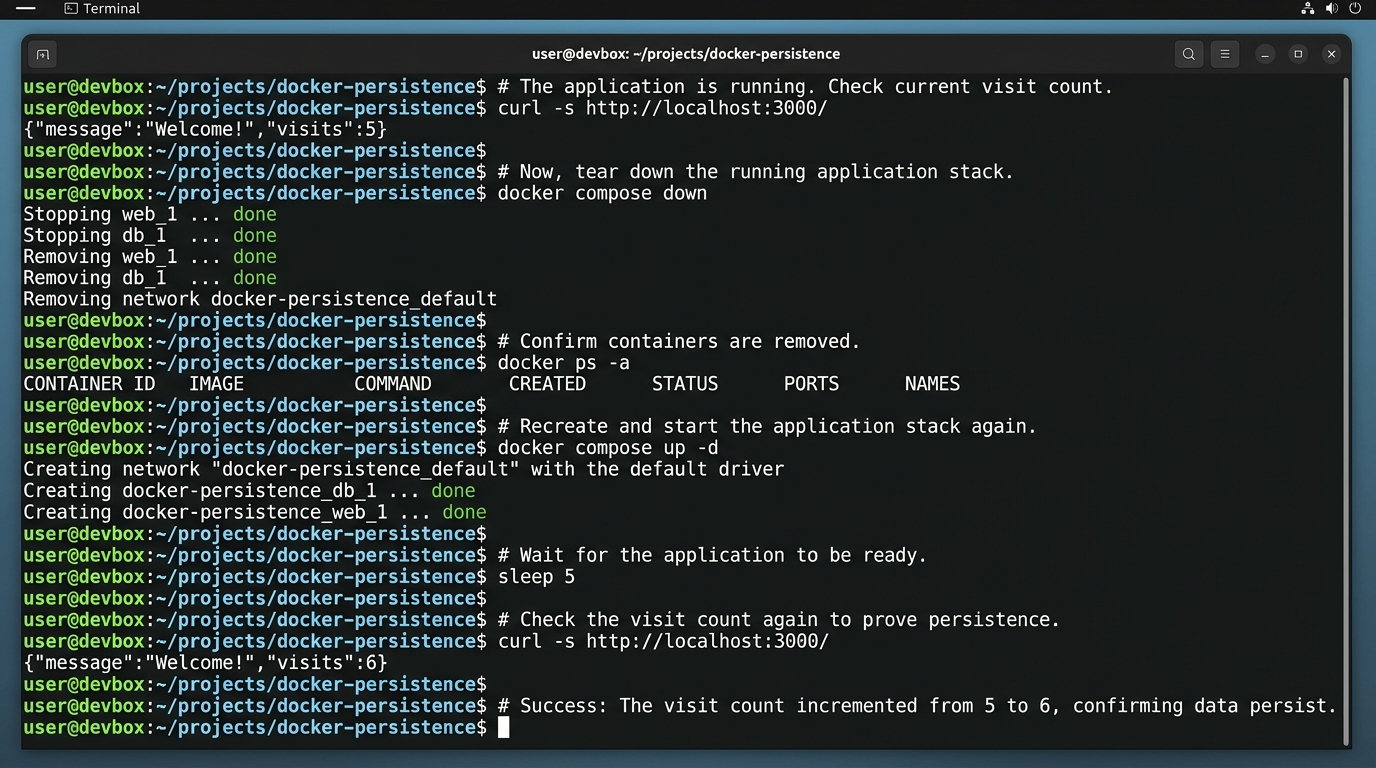 Terminal
user@devbox: ~/projects/docker-persistence
user@devbox:~/projects/docker-persistence$ # The application is running. Check current visit count.
user@devbox:~/projects/docker-persistence$ curl -s http://localhost:3000/
{"message":"Welcome!","visits":5}
user@devbox:~/projects/docker-persistence$
user@devbox:~/projects/docker-persistence$ # Now, tear down the running application stack.
user@devbox:~/projects/docker-persistence$ docker compose down
Stopping web_1 ... done
Stopping db_1  ... done
Removing web_1 ... done
Removing db_1  ... done
Removing network docker-persistence_default
user@devbox:~/projects/docker-persistence$
user@devbox:~/projects/docker-persistence$ # Confirm containers are removed.
user@devbox:~/projects/docker-persistence$ docker ps -a
CONTAINER ID   IMAGE          COMMAND       CREATED      STATUS      PORTS      NAMES
user@devbox:~/projects/docker-persistence$
user@devbox:~/projects/docker-persistence$ # Recreate and start the application stack again.
user@devbox:~/projects/docker-persistence$ docker compose up -d
Creating network "docker-persistence_default" with the default driver
Creating docker-persistence_db_1 ... done
Creating docker-persistence_web_1 ... done
user@devbox:~/projects/docker-persistence$
user@devbox:~/projects/docker-persistence$ # Wait for the application to be ready.
user@devbox:~/projects/docker-persistence$ sleep 5
user@devbox:~/projects/docker-persistence$
user@devbox:~/projects/docker-persistence$ # Check the visit count again to prove persistence.
user@devbox:~/projects/docker-persistence$ curl -s http://localhost:3000/
{"message":"Welcome!","visits":6}
user@devbox:~/projects/docker-persistence$
user@devbox:~/projects/docker-persistence$ # Success: The visit count incremented from 5 to 6, confirming data persist.
user@devbox:~/projects/docker-persistence$